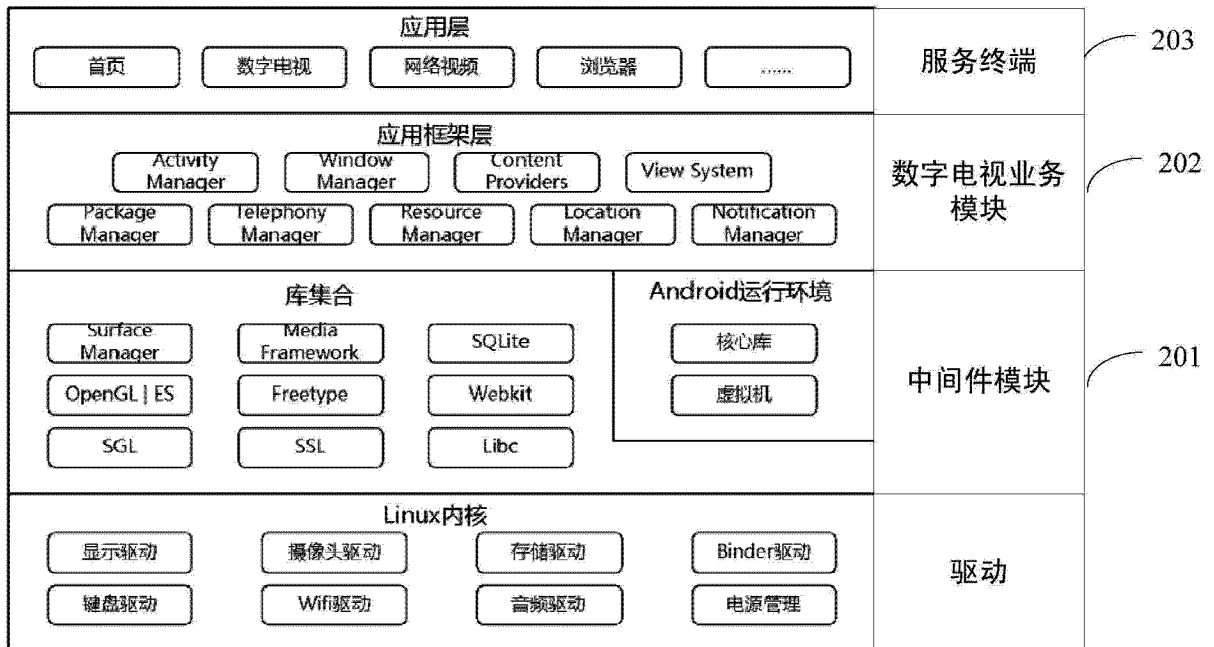 应用层
首页 数字电视 网络视频 浏览器 ......
服务终端
203
应用框架层
Activity Manager
Window Manager
Content Providers
View System
Package Manager
Telephony Manager
Resource Manager
Location Manager
Notification Manager
数字电视业务
模块
202
库集合
Surface Manager
Media Framework
SQLite
OpenGL | ES
Freetype
Webkit
SGL
SSL
Libc
Android运行环境
核心库
虚拟机
中间件模块
201
Linux内核
显示驱动 摄像头驱动 存储驱动 Binder驱动
键盘驱动 Wifi驱动 音频驱动 电源管理
驱动